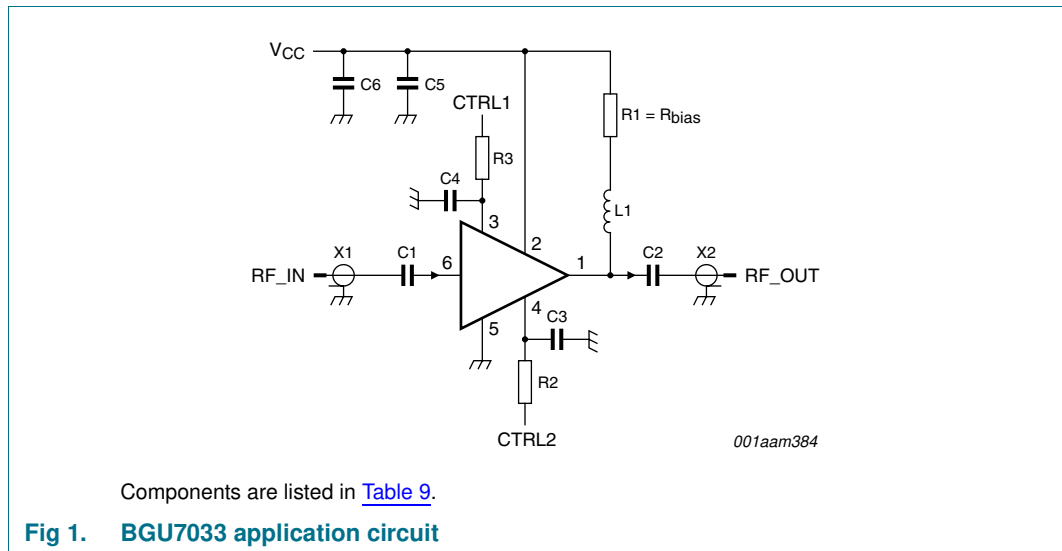 VCC
C6
C5
CTRL1
R1 = Rbias
R3
C4
L1
3
2
X1
C1
C2
X2
RF_IN
6
1
RF_OUT
4
5
C3
R2
CTRL2
001aam384
Components are listed in Table 9.
Fig 1. BGU7033 application circuit